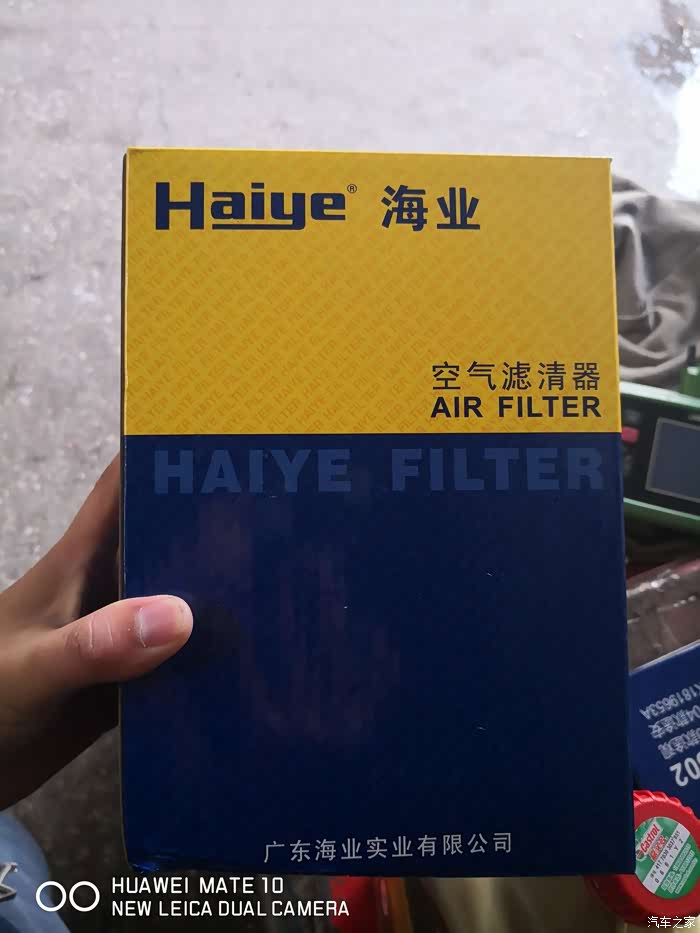 Haiye® 海业
空气滤清器
AIR FILTER
HAIYE FILTER
广东海业实业有限公司
Castrol
HUAWEI MATE 10
NEW LEICA DUAL CAMERA
汽车之家